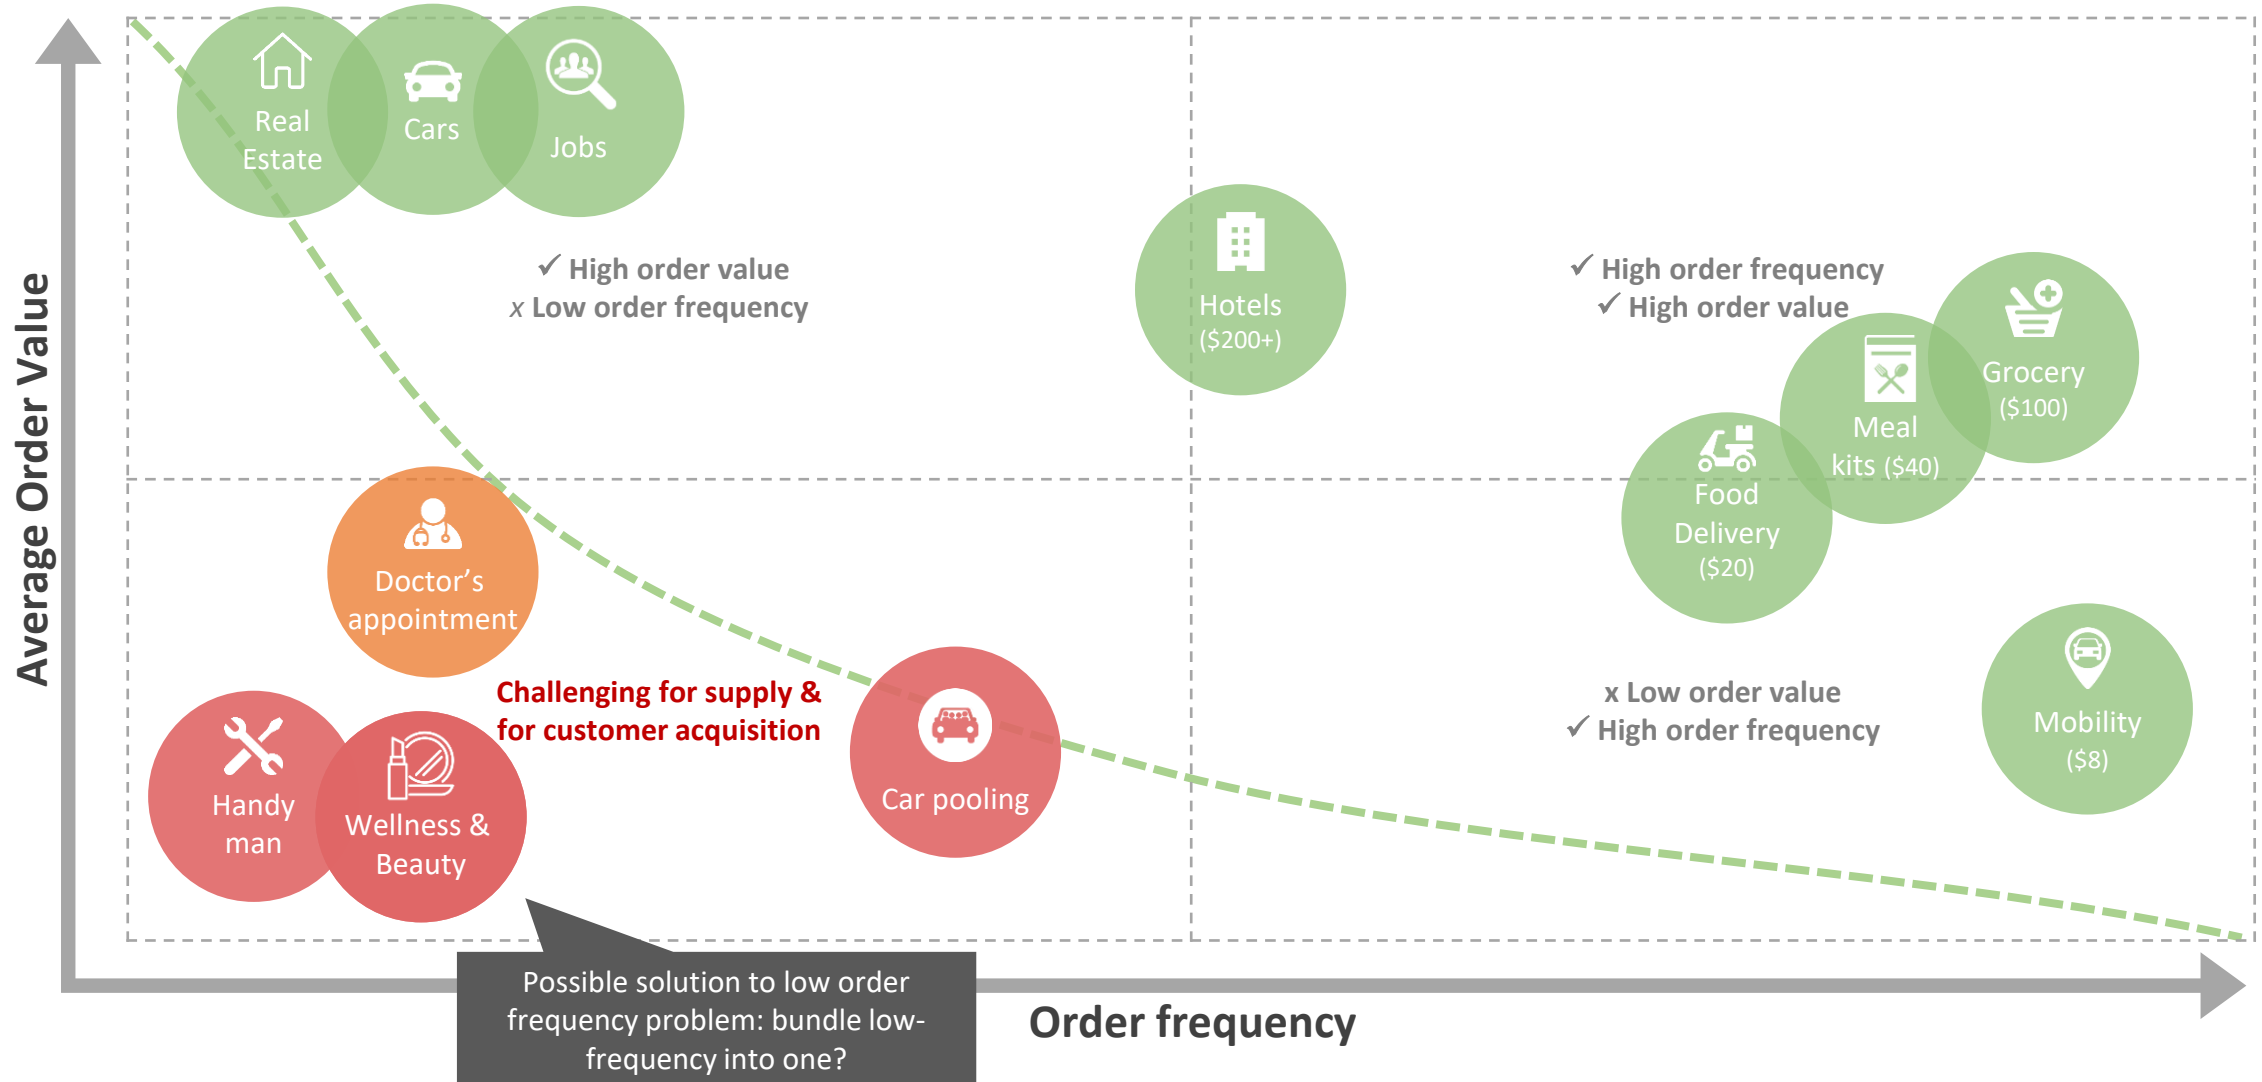 Average Order Value
Real
Estate
Cars
Jobs
✓ High order value
x Low order frequency
Hotels
($200+)
✓ High order frequency
✓ High order value
Grocery
($100)
Meal
kits ($40)
Food
Delivery
($20)
Doctor’s
appointment
Challenging for supply &
for customer acquisition
Handy
man
Wellness &
Beauty
Car pooling
x Low order value
✓ High order frequency
Mobility
($8)
Possible solution to low order
frequency problem: bundle low-
frequency into one?
Order frequency